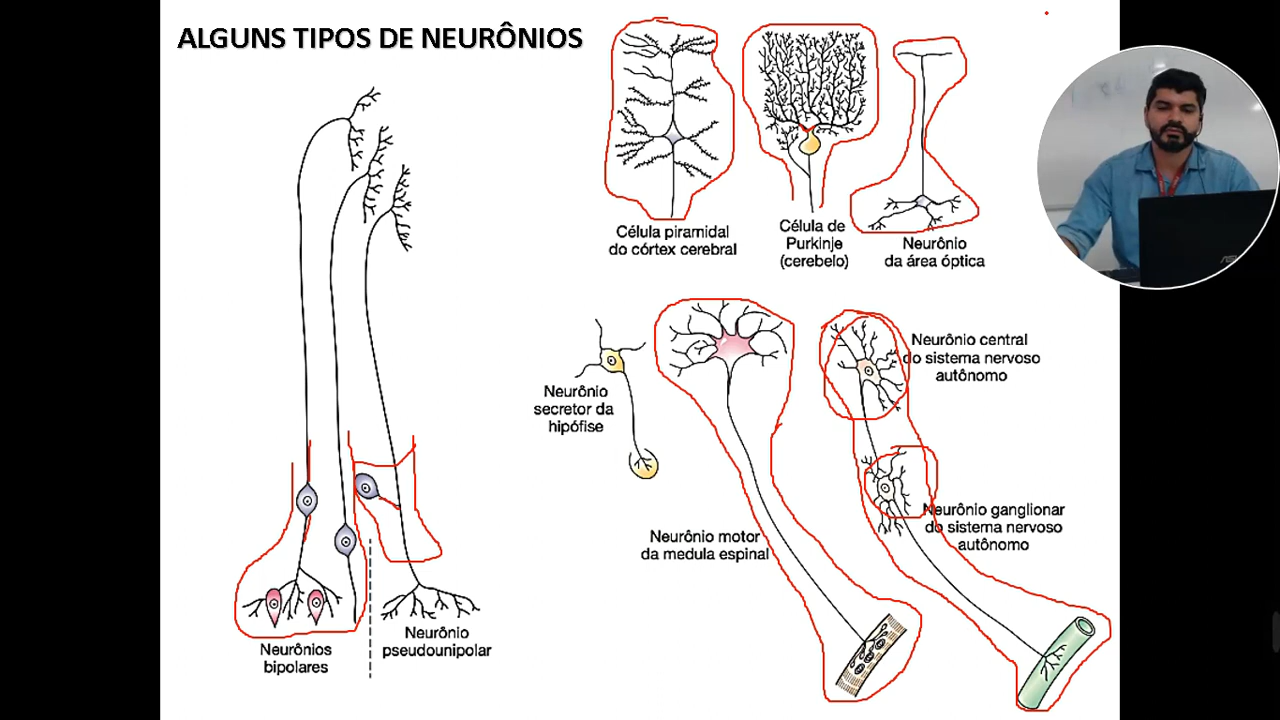 ALGUNS TIPOS DE NEURÔNIOS
Célula piramidal
do córtex cerebral
Célula de
Purkinje
(cerebelo)
Neurônio
da área óptica
Neurônio
secretor da
hipófise
Neurônio central
do sistema nervoso
autônomo
Neurônio motor
da medula espinal
Neurônio ganglionar
do sistema nervoso
autônomo
Neurônios
bipolares
Neurônio
pseudounipolar